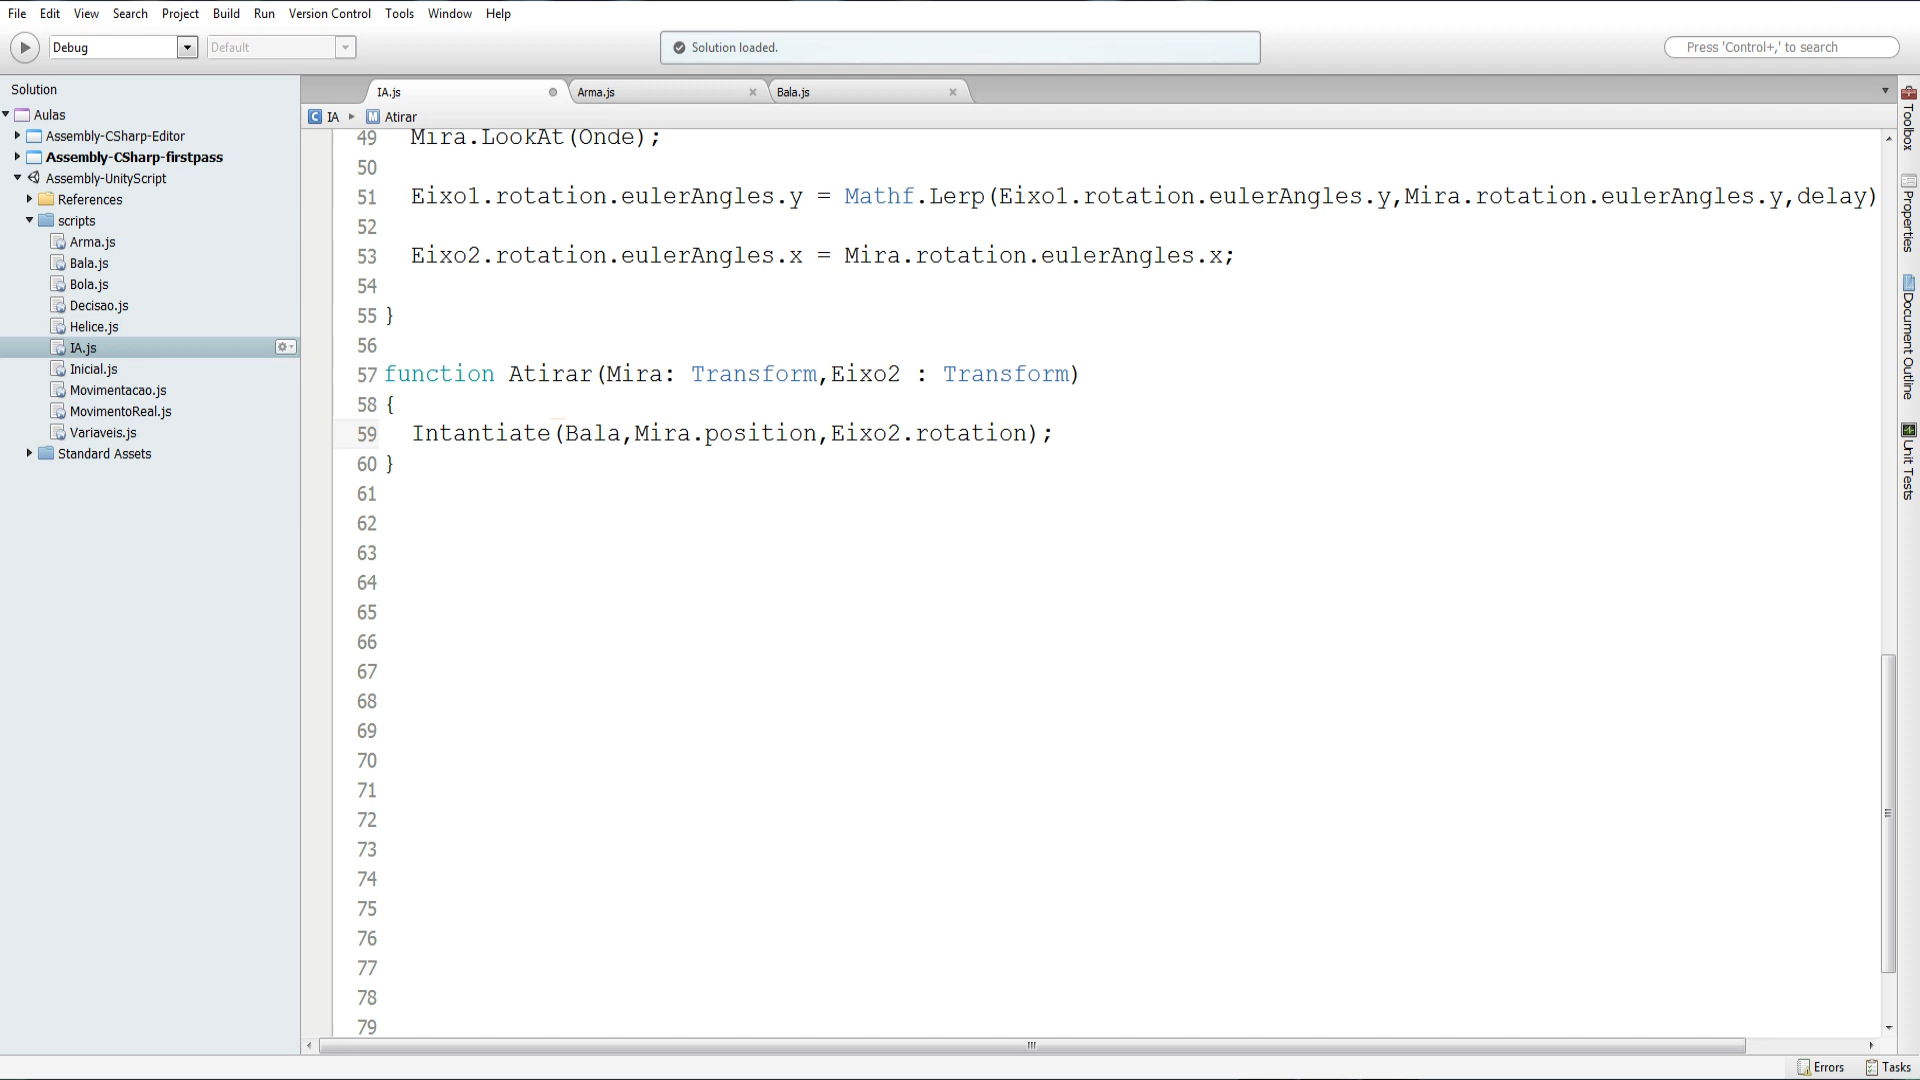 File Edit View Search Project Build Run Version Control Tools Window Help
Debug Default Solution loaded. Press 'Control+,' to search
Solution
Aulas
Assembly-CSharp-Editor
Assembly-CSharp-firstpass
Assembly-UnityScript
References
scripts
Arma.js
Bala.js
Bola.js
Decisao.js
Helice.js
IA.js
Inicial.js
Movimentacao.js
MovimentoReal.js
Variaveis.js
Standard Assets
IA.js Arma.js Bala.js
C IA M Atirar
49 Mira.LookAt(Onde);
50
51 Eixo1.rotation.eulerAngles.y = Mathf.Lerp(Eixo1.rotation.eulerAngles.y,Mira.rotation.eulerAngles.y,delay)
52
53 Eixo2.rotation.eulerAngles.x = Mira.rotation.eulerAngles.x;
54
55 }
56
57 function Atirar(Mira: Transform,Eixo2 : Transform)
58 {
59 Intantiate(Bala,Mira.position,Eixo2.rotation);
60 }
61
62
63
64
65
66
67
68
69
70
71
72
73
74
75
76
77
78
79
Toolbox
Properties
Document Outline
Unit Tests
Errors Tasks